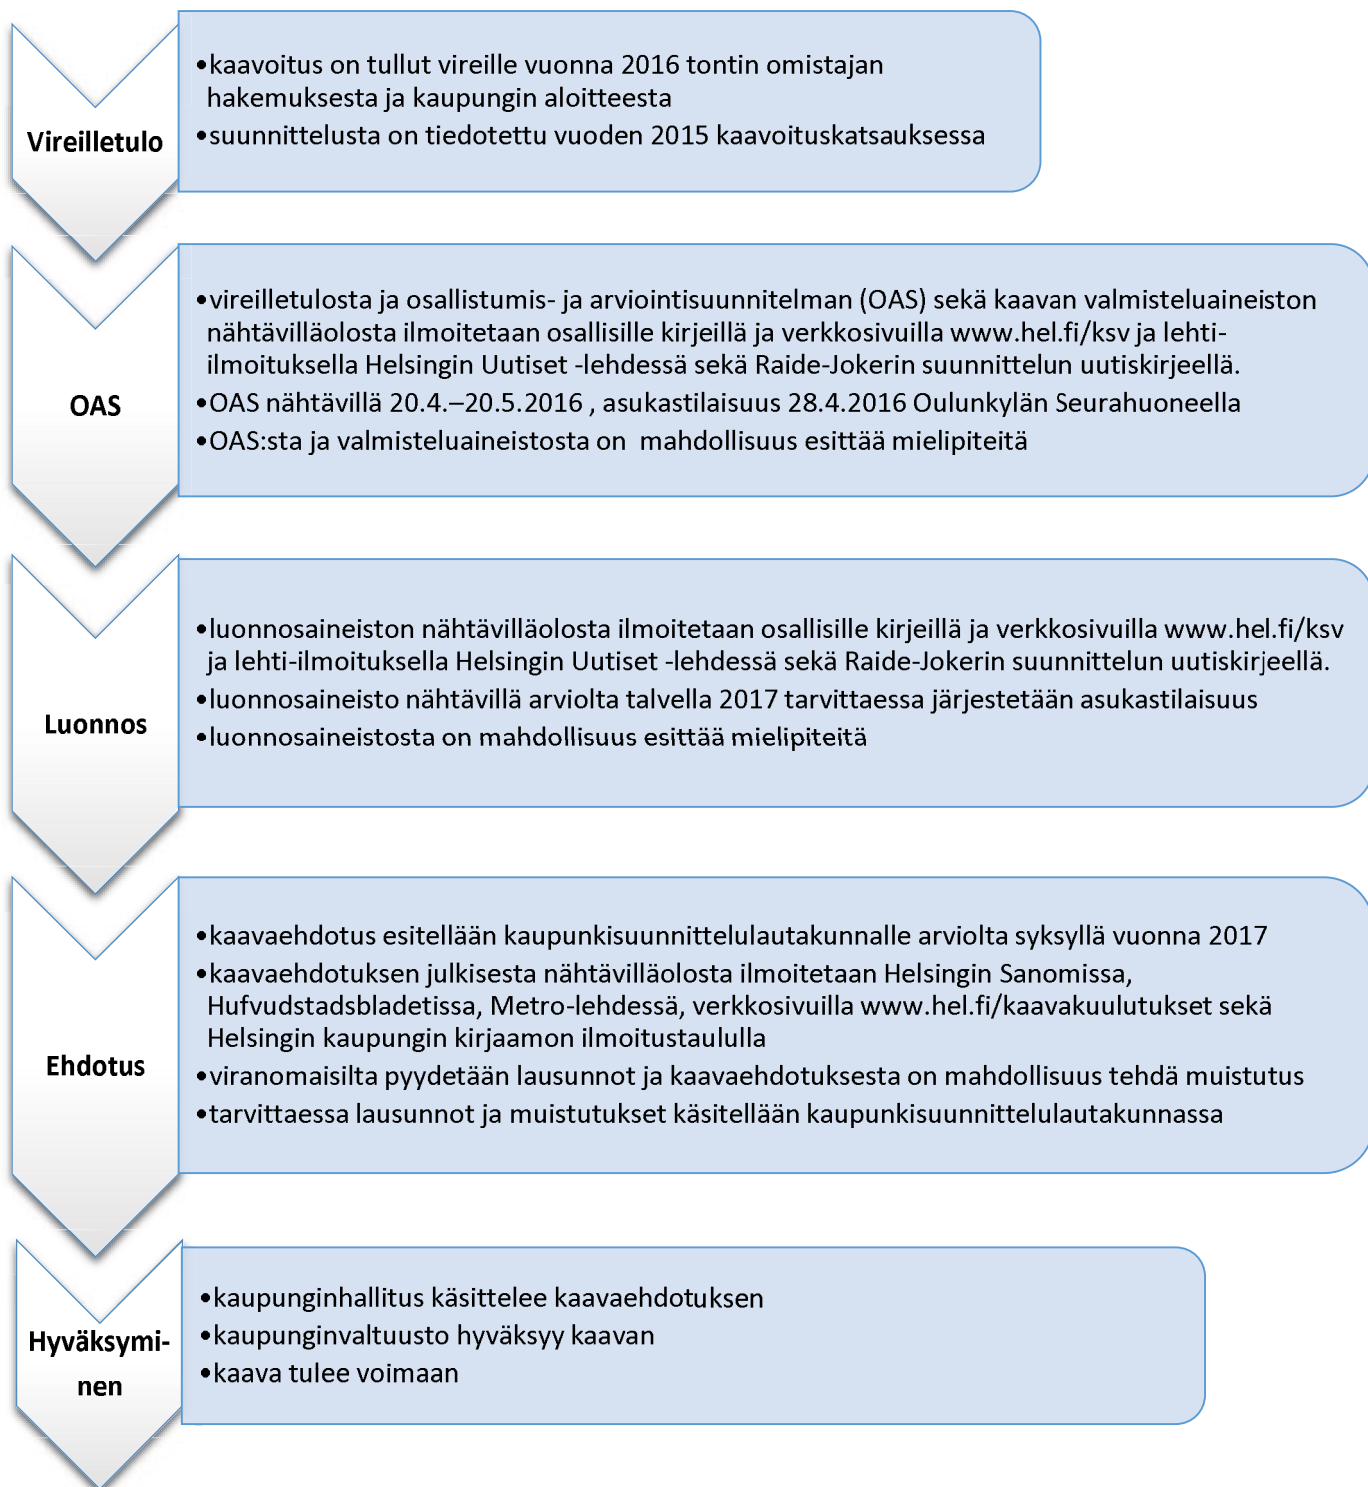 Vireilletulo
•kaavoitus on tullut vireille vuonna 2016 tontin omistajan
hakemuksesta ja kaupungin aloitteesta
•suunnittelusta on tiedotettu vuoden 2015 kaavoituskatsauksessa
OAS
•vireilletulosta ja osallistumis- ja arviointisuunnitelman (OAS) sekä kaavan valmisteluaineiston
nähtävilläolosta ilmoitetaan osallisille kirjeillä ja verkkosivuilla www.hel.fi/ksv ja lehti-
ilmoituksella Helsingin Uutiset -lehdessä sekä Raide-Jokerin suunnittelun uutiskirjeellä.
•OAS nähtävillä 20.4.–20.5.2016 , asukastilaisuus 28.4.2016 Oulunkylän Seurahuoneella
•OAS:sta ja valmisteluaineistosta on mahdollisuus esittää mielipiteitä
Luonnos
•luonnosaineiston nähtävilläolosta ilmoitetaan osallisille kirjeillä ja verkkosivuilla www.hel.fi/ksv
ja lehti-ilmoituksella Helsingin Uutiset -lehdessä sekä Raide-Jokerin suunnittelun uutiskirjeellä.
•luonnosaineisto nähtävillä arviolta talvella 2017 tarvittaessa järjestetään asukastilaisuus
•luonnosaineistosta on mahdollisuus esittää mielipiteitä
Ehdotus
•kaavaehdotus esitellään kaupunkisuunnittelulautakunnalle arviolta syksyllä vuonna 2017
•kaavaehdotuksen julkisesta nähtävilläolosta ilmoitetaan Helsingin Sanomissa,
Hufvudstadsbladetissa, Metro-lehdessä, verkkosivuilla www.hel.fi/kaavakuulutukset sekä
Helsingin kaupungin kirjaamon ilmoitustaululla
•viranomaisilta pyydetään lausunnot ja kaavaehdotuksesta on mahdollisuus tehdä muistutus
•tarvittaessa lausunnot ja muistutukset käsitellään kaupunkisuunnittelulautakunnassa
Hyväksymi-
nen
•kaupunginhallitus käsittelee kaavaehdotuksen
•kaupunginvaltuusto hyväksyy kaavan
•kaava tulee voimaan